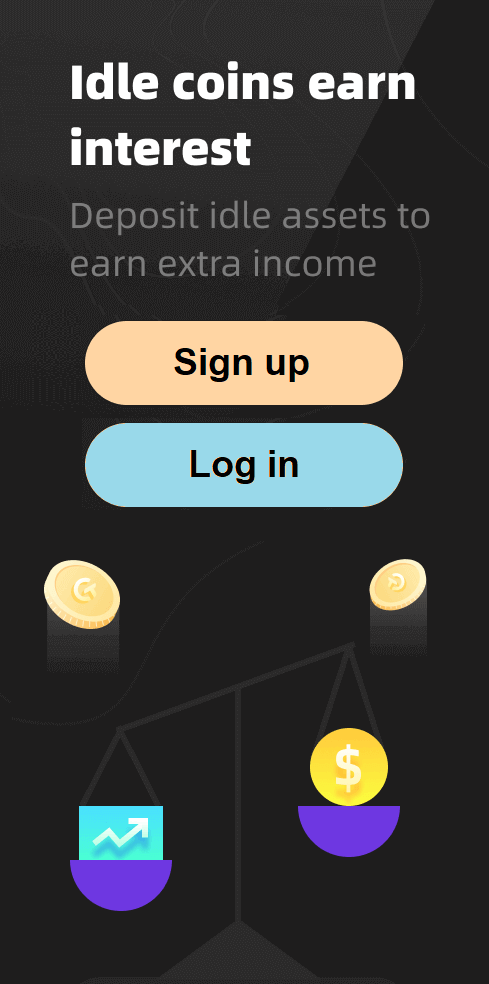 Idle coins earn
interest
Deposit idle assets to
earn extra income
Sign up
Log in
$